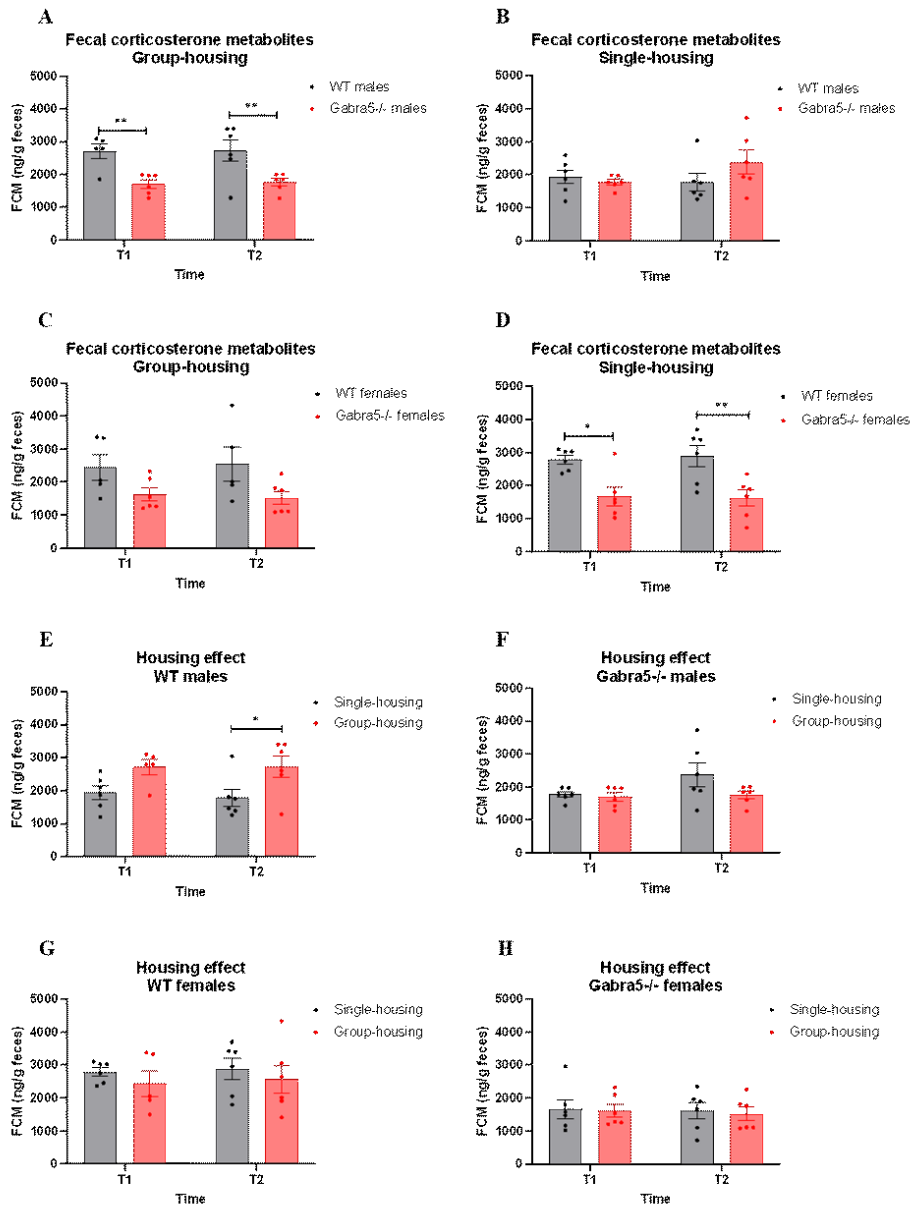 A
Fecal corticosterone metabolites
Group-housing
WT males
Gabra5-/- males
FCM (ng/g feces)
5000
4000
3000
2000
1000
0
**
**
T1
T2
Time
B
Fecal corticosterone metabolites
Single-housing
WT males
Gabra5-/- males
FCM (ng/g feces)
5000
4000
3000
2000
1000
0
T1
T2
Time
C
Fecal corticosterone metabolites
Group-housing
WT females
Gabra5-/- females
FCM (ng/g feces)
5000
4000
3000
2000
1000
0
T1
T2
Time
D
Fecal corticosterone metabolites
Single-housing
WT females
Gabra5-/- females
FCM (ng/g feces)
5000
4000
3000
2000
1000
0
*
**
T1
T2
Time
E
Housing effect
WT males
Single-housing
Group-housing
FCM (ng/g feces)
5000
4000
3000
2000
1000
0
*
T1
T2
Time
F
Housing effect
Gabra5-/- males
Single-housing
Group-housing
FCM (ng/g feces)
5000
4000
3000
2000
1000
0
T1
T2
Time
G
Housing effect
WT females
Single-housing
Group-housing
FCM (ng/g feces)
5000
4000
3000
2000
1000
0
T1
T2
Time
H
Housing effect
Gabra5-/- females
Single-housing
Group-housing
FCM (ng/g feces)
5000
4000
3000
2000
1000
0
T1
T2
Time